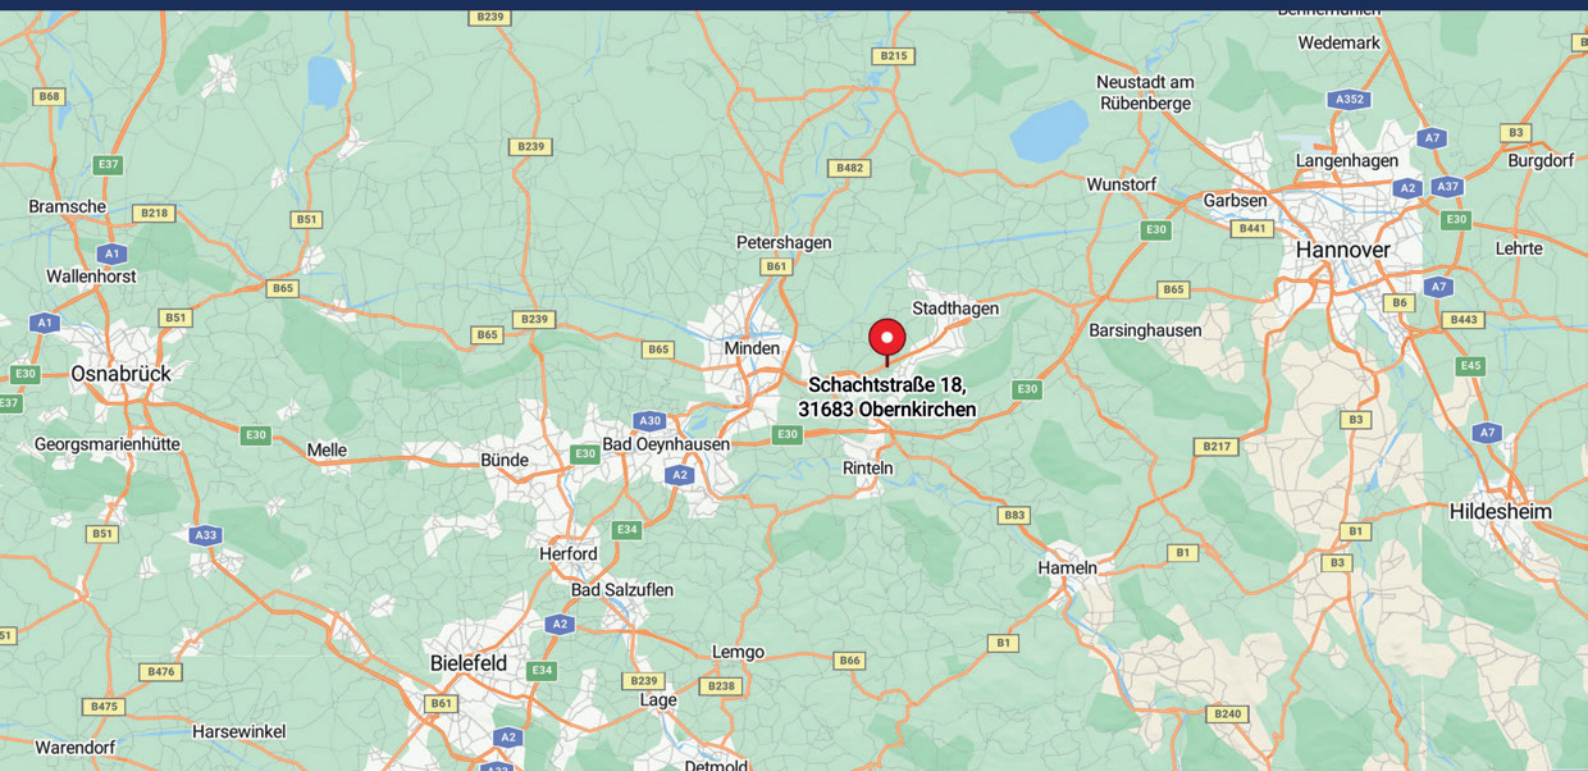 B239
Bennemühlen
Wedemark
B215
Neustadt am
Rübenberge
B68
A352
A7
B3
B239
Langenhagen
Burgdorf
E37
B482
Wunstorf
A2
A37
Bramsche
B218
B51
Garbsen
E30
E30
B441
Petershagen
Hannover
Lehrte
A1
B61
Wallenhorst
B65
B65
A7
B6
Stadthagen
A1
B51
B239
B443
B65
Barsinghausen
B65
Minden
Osnabrück
E30
E45
Schachtstraße 18,
31683 Obernkirchen
E30
E37
A30
B3
E30
E30
A7
Georgsmarienhütte
Melle
Bad Oeynhausen
B217
Bünde
E30
Rinteln
A2
Hildesheim
B83
B51
A33
E34
B1
Herford
B1
B3
Hameln
Bad Salzuflen
A2
51
B1
Lemgo
Bielefeld
B66
B476
E34
B239
B238
B475
B61
Lage
B240
Harsewinkel
A2
Warendorf
Detmold
A33